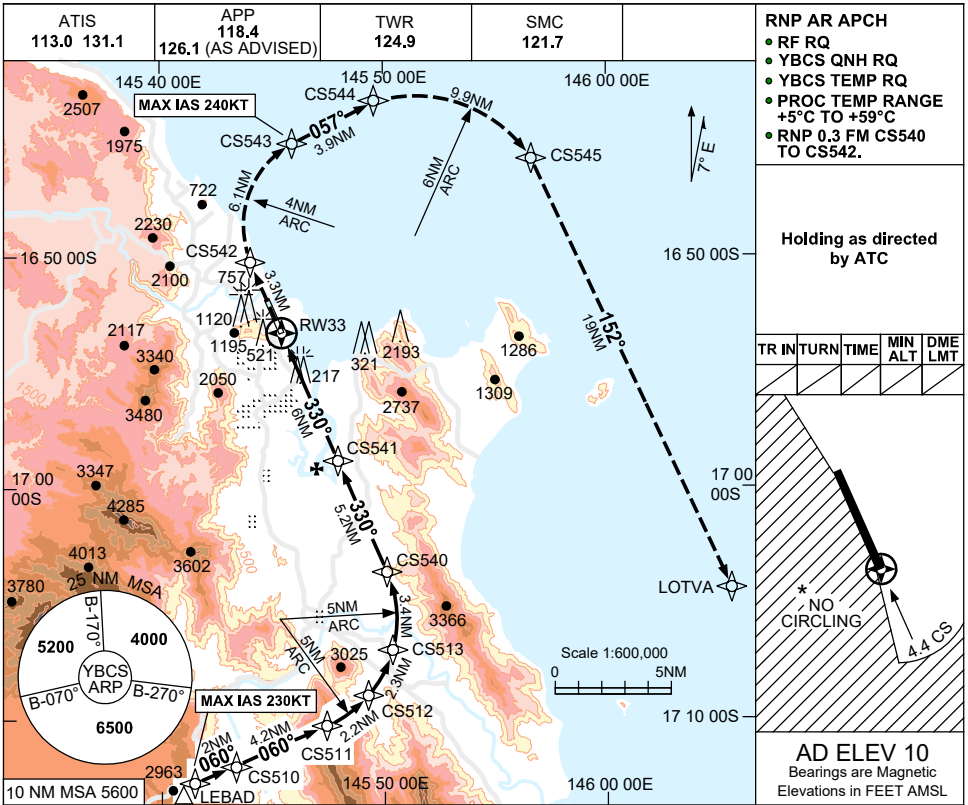 ATIS
113.0 131.1
APP
118.4
126.1 (AS ADVISED)
TWR
124.9
SMC
121.7
RNP AR APCH
RF RQ
YBCS QNH RQ
YBCS TEMP RQ
PROC TEMP RANGE
+5°C TO +59°C
RNP 0.3 FM CS540
TO CS542.
Holding as directed
by ATC
TR IN
TURN
TIME
MIN
ALT
DME
LMT
145 40 00E
145 50 00E
146 00 00E
2507
1975
MAX IAS 240KT
CS544
9.9NM
CS543
057°
3.9NM
CS545
7° E
6NM
ARC
6.1NM
4NM
ARC
722
2230
CS542
16 50 00S
16 50 00S
2100
757
3.3NM
1120
1195
521
RW33
217
321
2193
1286
1309
2737
2117
3340
3480
2050
330°
6NM
CS541
152°
19NM
17 00
00S
17 00
00S
3347
4285
330°
5.2NM
4013
3602
3780
CS540
LOTVA
25 NM MSA
B-170°
5200
4000
YBCS
ARP
B-070°
B-270°
6500
500
1500
5NM
ARC
3.4NM
3366
5NM
ARC
CS513
3025
2.3NM
CS512
Scale 1:600,000
0
5NM
MAX IAS 230KT
2.2NM
CS511
17 10 00S
2NM
060°
4.2NM
060°
CS510
2963
LEBAD
10 NM MSA 5600
145 50 00E
146 00 00E
* NO
CIRCLING
4.4 CS
AD ELEV 10
Bearings are Magnetic
Elevations in FEET AMSL